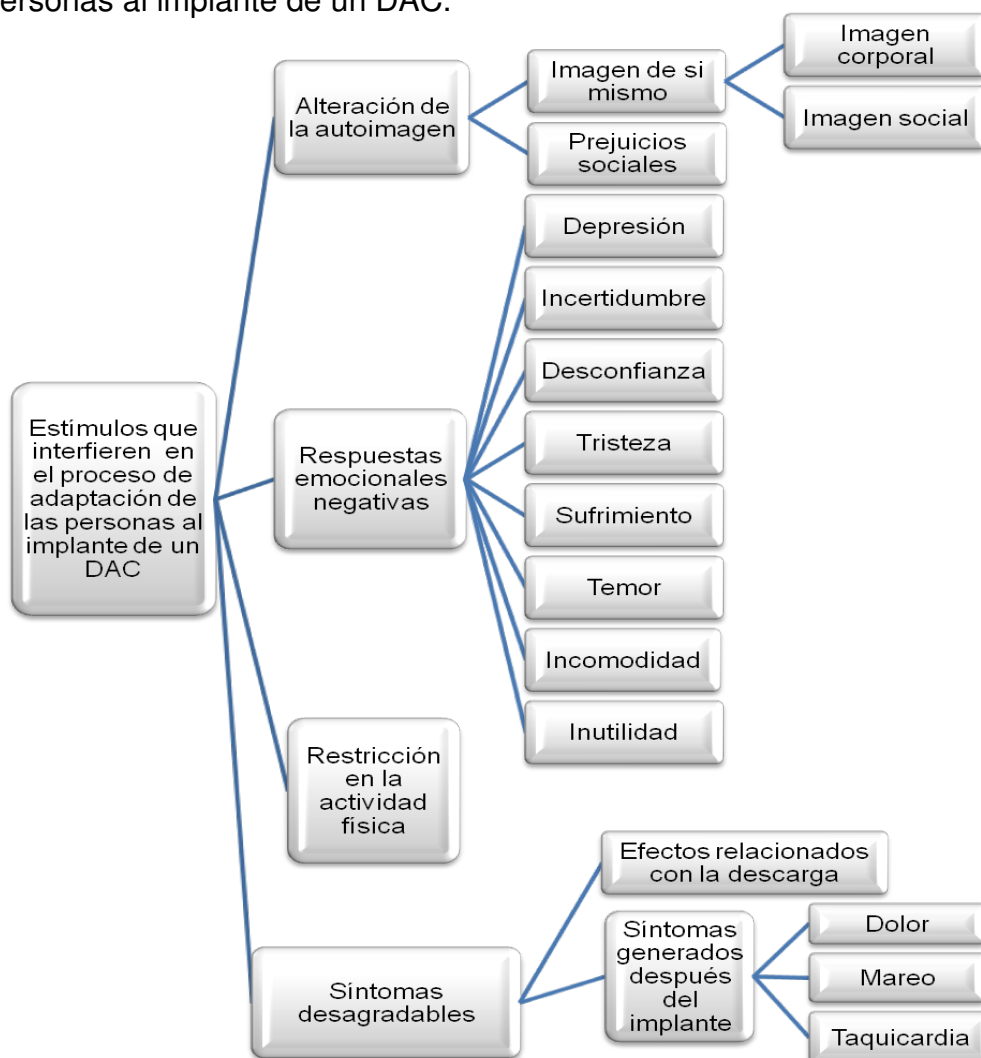 personas al implante de un DAC.
Estímulos que
interfieren en
el proceso de
adaptación de
las personas al
implante de un
DAC
Alteración de
la autoimagen
Imagen de si
mismo
Imagen
corporal
Imagen social
Prejuicios
sociales
Respuestas
emocionales
negativas
Depresión
Incertidumbre
Desconfianza
Tristeza
Sufrimiento
Temor
Incomodidad
Inutilidad
Restricción
en la
actividad
física
Síntomas
desagradables
Efectos relacionados
con la descarga
Síntomas
generados
después
del
implante
Dolor
Mareo
Taquicardia